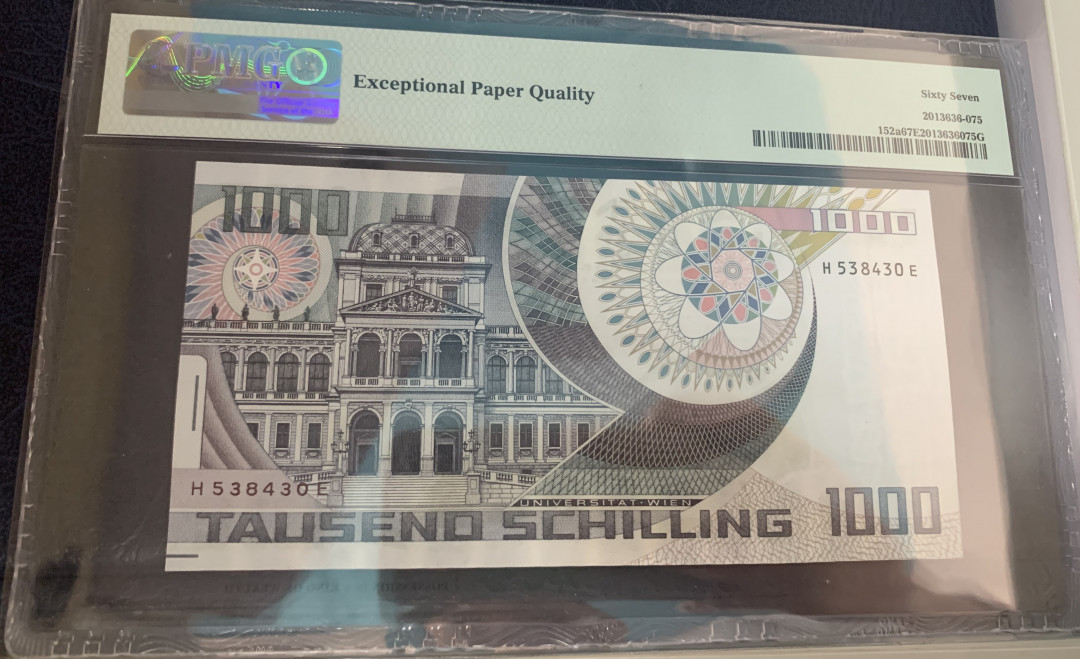 PMG
Exceptional Paper Quality
Sixty Seven
2013636-075
152a67E2013636075G
1000
1000
H 538430 E
H 538430 E
UNIVERSITÄT·WIEN
TAUSEND SCHILLING
1000